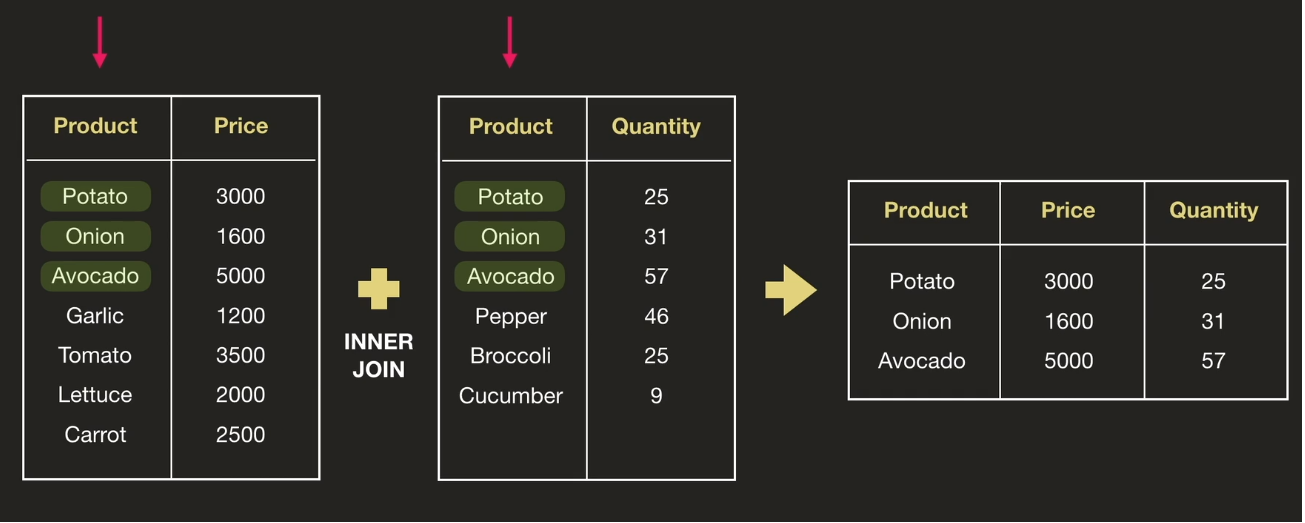 Product Price
Potato 3000
Onion 1600
Avocado 5000
Garlic 1200
Tomato 3500
Lettuce 2000
Carrot 2500
INNER
JOIN
Product Quantity
Potato 25
Onion 31
Avocado 57
Pepper 46
Broccoli 25
Cucumber 9
Product Price Quantity
Potato 3000 25
Onion 1600 31
Avocado 5000 57